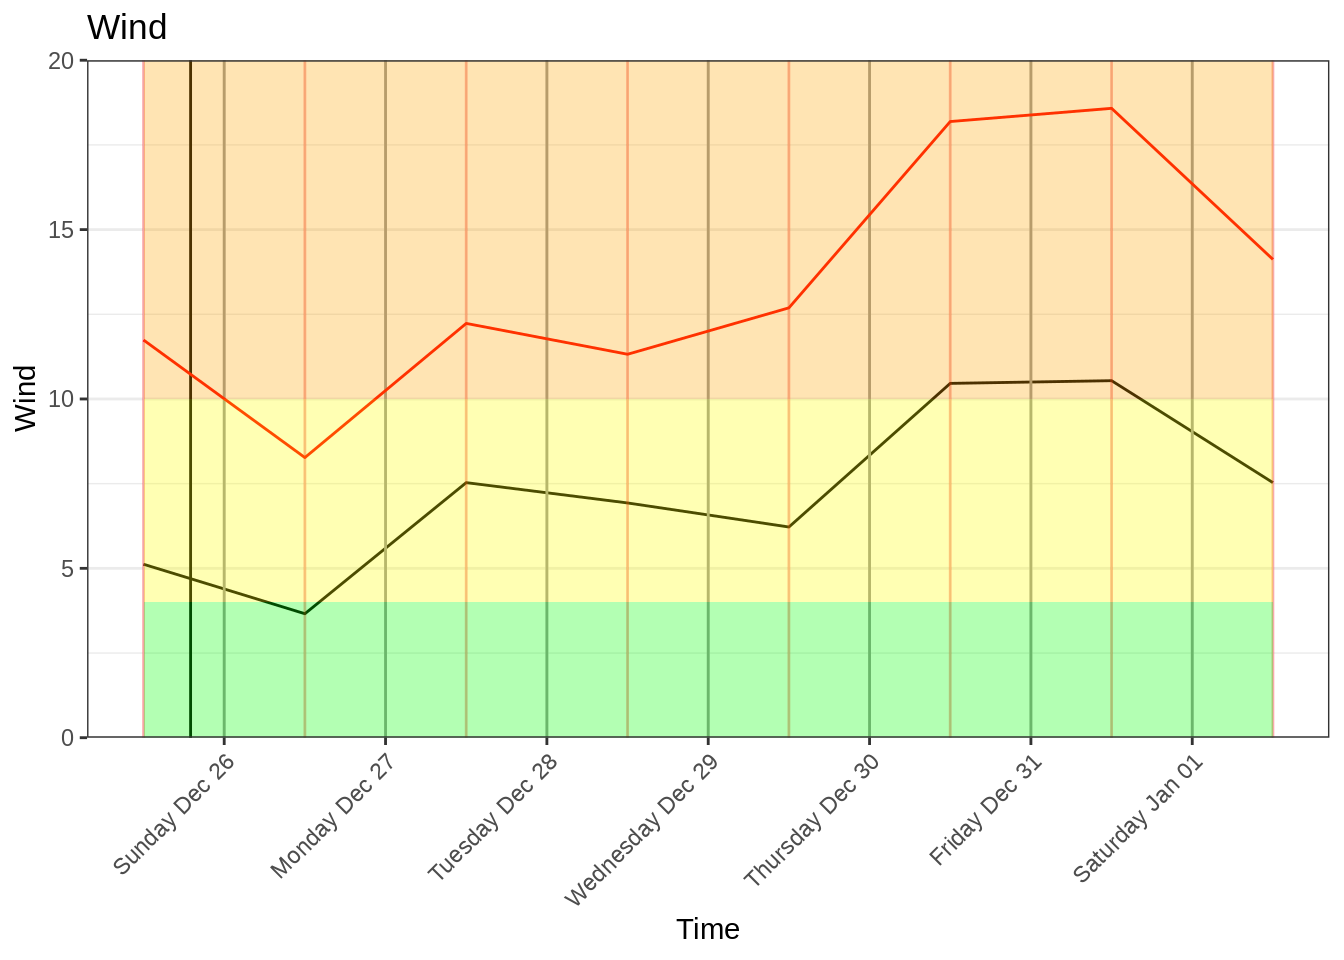 Wind
20
15
10
5
0
Wind
Sunday Dec 26
Monday Dec 27
Tuesday Dec 28
Wednesday Dec 29
Thursday Dec 30
Friday Dec 31
Saturday Jan 01
Time